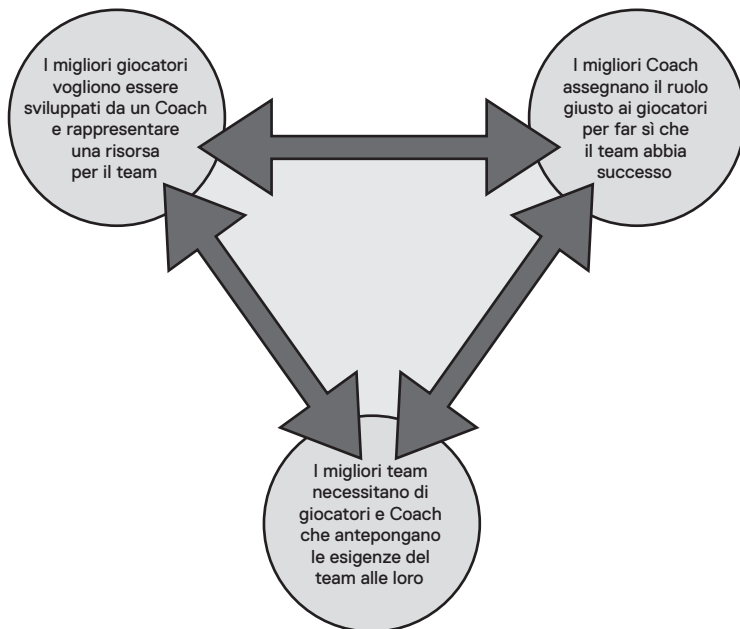 I migliori giocatori
vogliono essere
sviluppati da un Coach
e rappresentare
una risorsa
per il team
I migliori Coach
assegnano il ruolo
giusto ai giocatori
per far sì che
il team abbia
successo
I migliori team
necessitano di
giocatori e Coach
che antepongano
le esigenze del
team alle loro